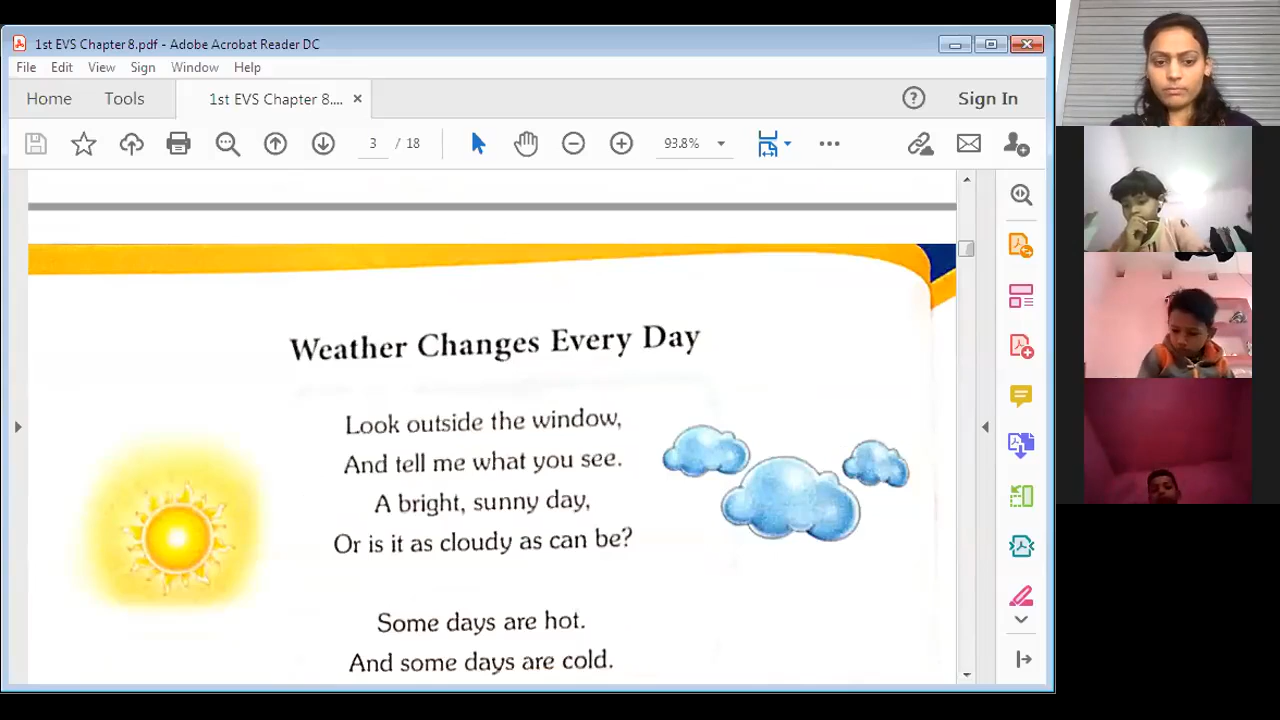 1st EVS Chapter 8.pdf - Adobe Acrobat Reader DC
File Edit View Sign Window Help
Home Tools 1st EVS Chapter 8.... Sign In
3 / 18 93.8%
Weather Changes Every Day
Look outside the window,
And tell me what you see.
A bright, sunny day,
Or is it as cloudy as can be?
Some days are hot.
And some days are cold.